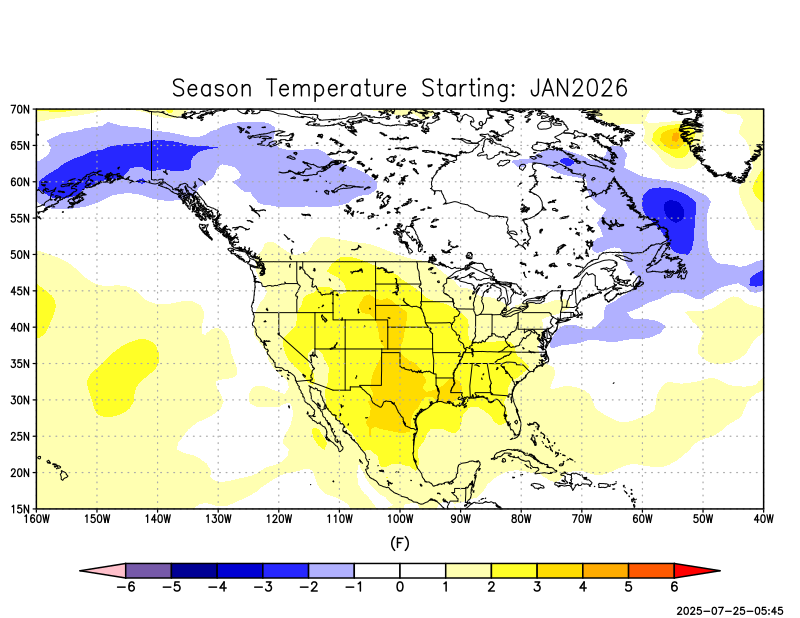 Season Temperature Starting: JAN2026
70N
65N
60N
55N
50N
45N
40N
35N
30N
25N
20N
15N
160W 150W 140W 130W 120W 110W 100W 90W 80W 70W 60W 50W 40W
(F)
−6 −5 −4 −3 −2 −1 0 1 2 3 4 5 6
2025-07-25-05:45